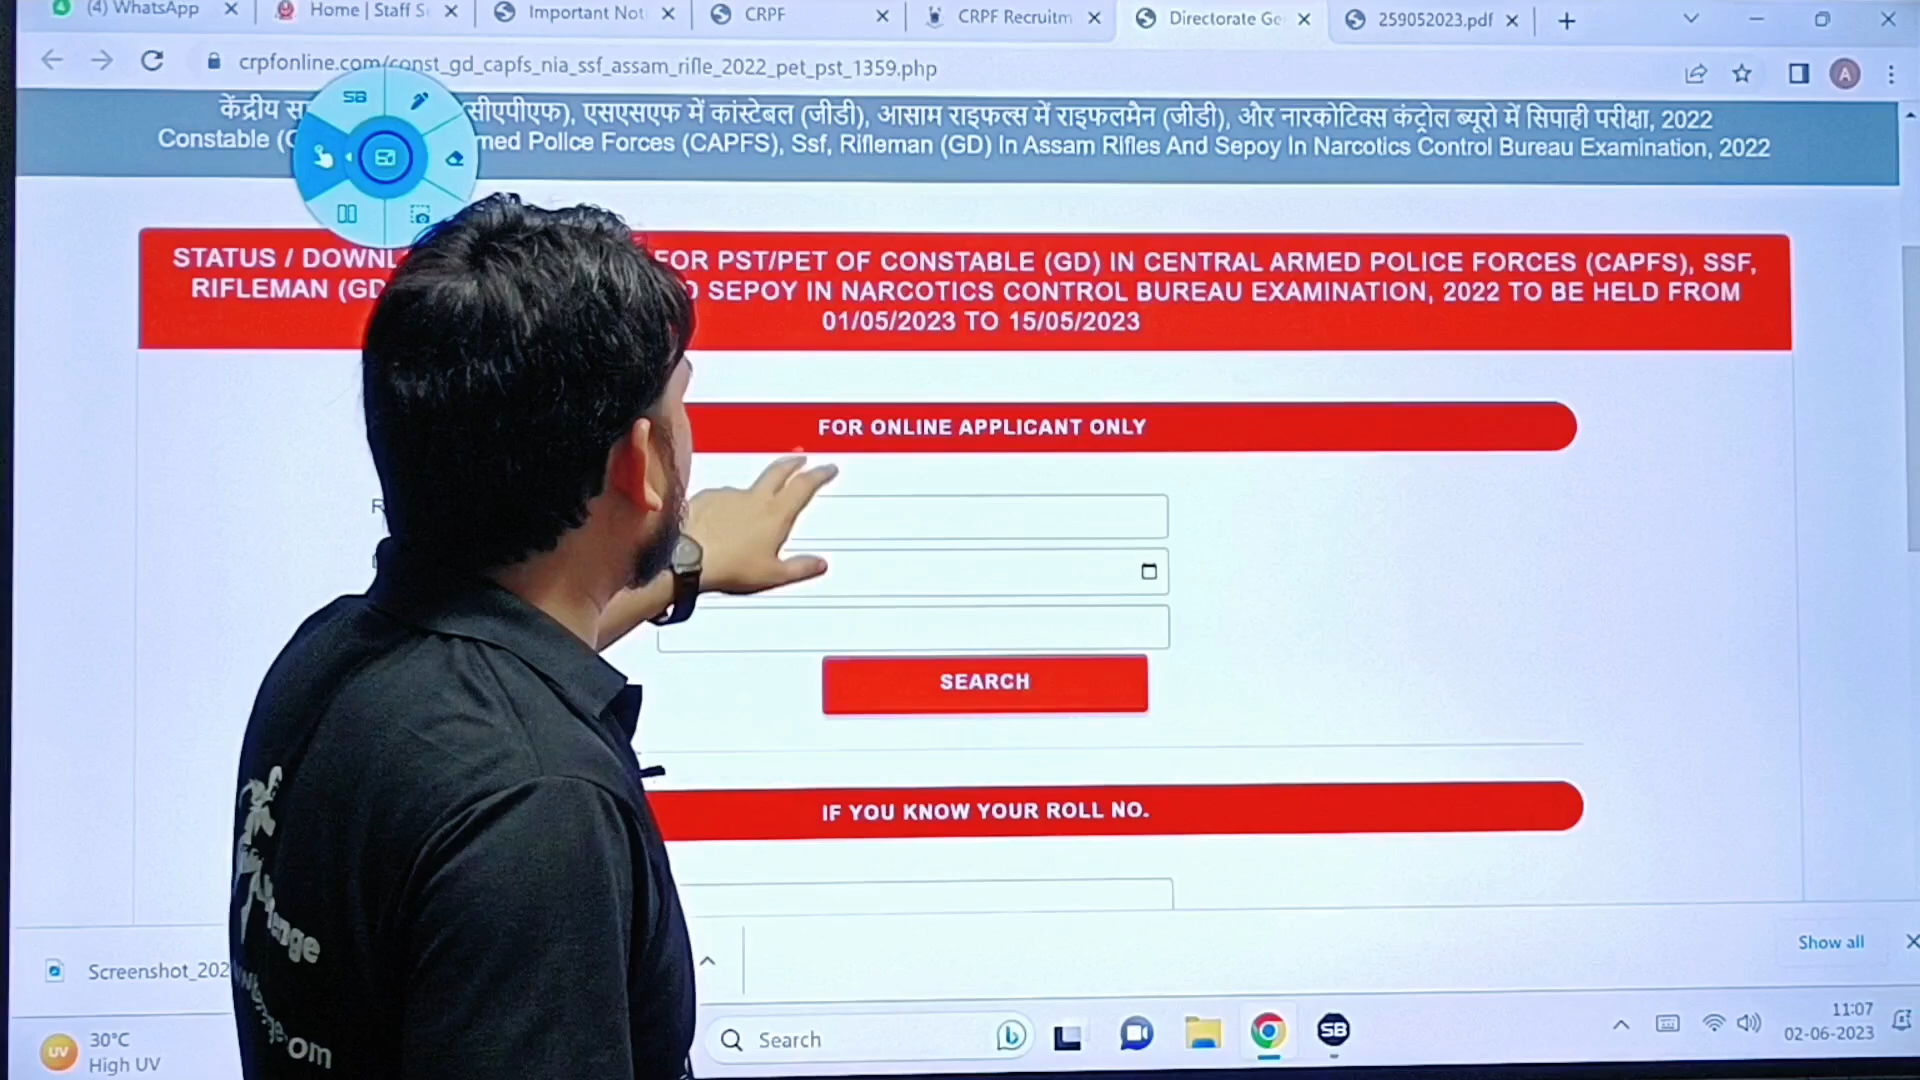 (4) WhatsApp
Home | Staff S
Important Not
CRPF
CRPF Recruitm
Directorate Ge
259052023.pdf
crpfonline.com/const_gd_capfs_nia_ssf_assam_rifle_2022_pet_pst_1359.php
A
SB
केंद्रीय स सीएपीएफ), एसएसएफ में कांस्टेबल (जीडी), आसाम राइफल्स में राइफलमैन (जीडी), और नारकोटिक्स कंट्रोल ब्यूरो में सिपाही परीक्षा, 2022
Constable (G med Police Forces (CAPFS), Ssf, Rifleman (GD) In Assam Rifles And Sepoy In Narcotics Control Bureau Examination, 2022
STATUS / DOWNL FOR PST/PET OF CONSTABLE (GD) IN CENTRAL ARMED POLICE FORCES (CAPFS), SSF,
RIFLEMAN (GD D SEPOY IN NARCOTICS CONTROL BUREAU EXAMINATION, 2022 TO BE HELD FROM
01/05/2023 TO 15/05/2023
FOR ONLINE APPLICANT ONLY
SEARCH
IF YOU KNOW YOUR ROLL NO.
Show all
Screenshot_202
UV
30°C
High UV
Search
SB
11:07
02-06-2023